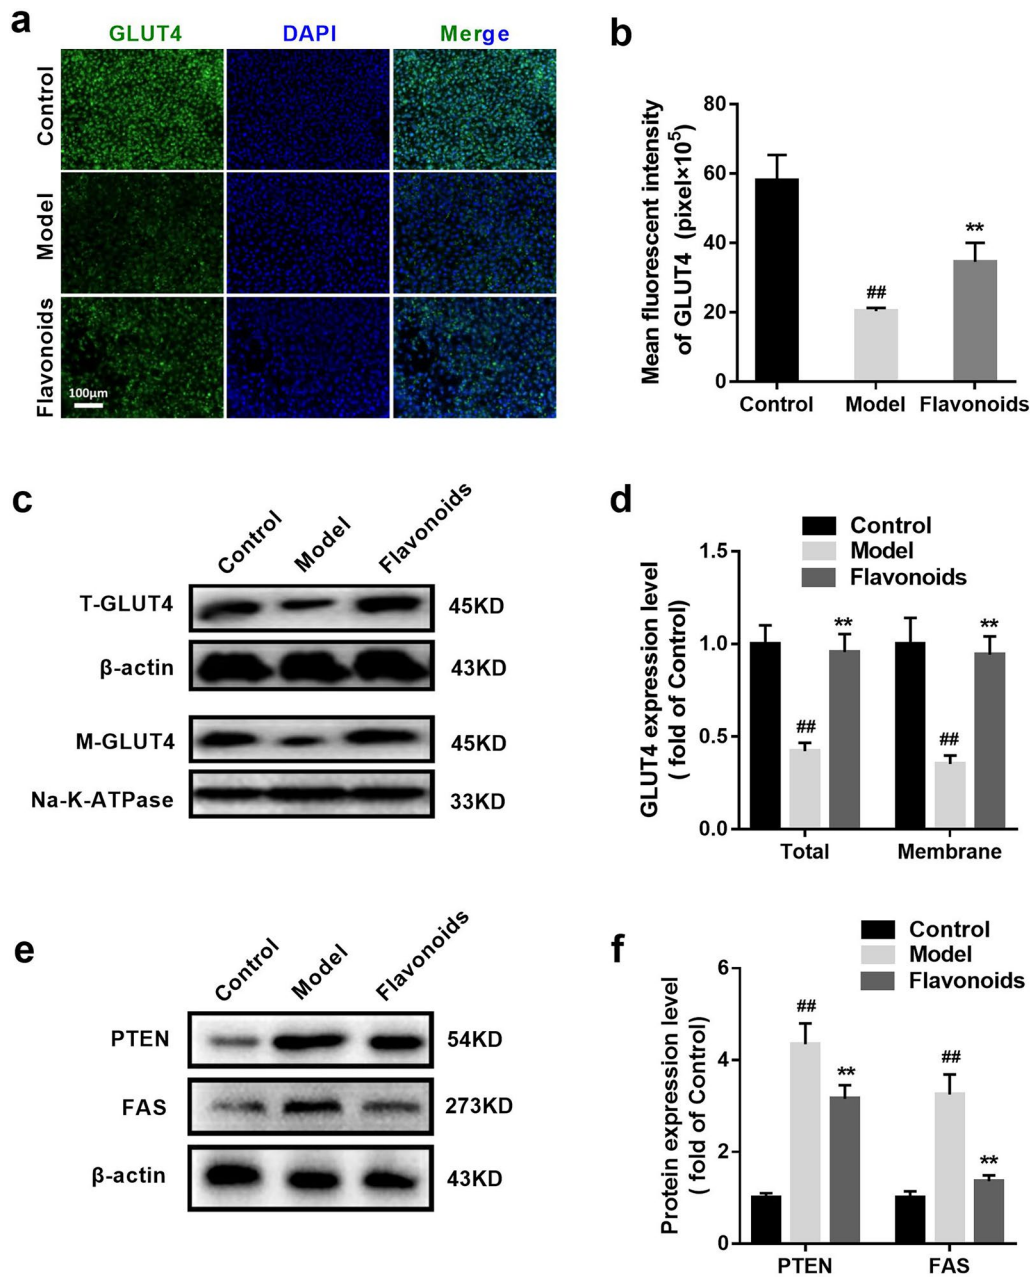 a
GLUT4 DAPI Merge
Control
Model
Flavonoids
100μm
b
Mean fluorescent intensity
of GLUT4 (pixel×10⁵)
80
60
40
20
0
##
**
Control Model Flavonoids
c
Control Model Flavonoids
T-GLUT4 45KD
β-actin 43KD
M-GLUT4 45KD
Na-K-ATPase 33KD
d
Control
Model
Flavonoids
GLUT4 expression level
( fold of Control)
1.5
1.0
0.5
0.0
## ** ## **
Total Membrane
e
Control Model Flavonoids
PTEN 54KD
FAS 273KD
β-actin 43KD
f
Control
Model
Flavonoids
Protein expression level
( fold of Control)
6
4
2
0
## ** ## **
PTEN FAS